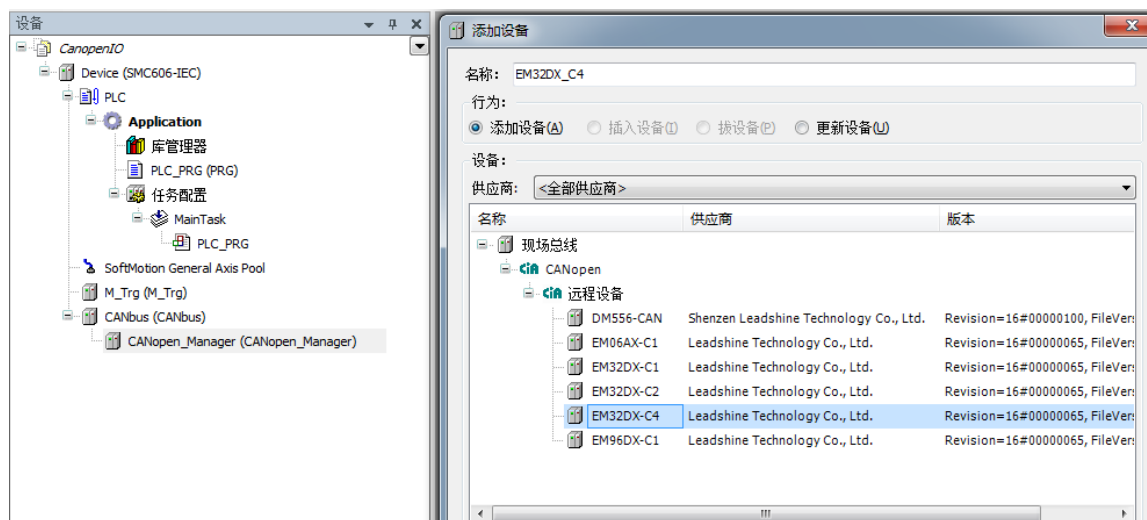 设备
CanopenIO
Device (SMC606-IEC)
PLC
Application
库管理器
PLC_PRG (PRG)
任务配置
MainTask
PLC_PRG
SoftMotion General Axis Pool
M_Trg (M_Trg)
CANbus (CANbus)
CANopen_Manager (CANopen_Manager)
添加设备
名称: EM32DX_C4
行为:
添加设备(A) 插入设备(I) 拔设备(P) 更新设备(U)
设备:
供应商: <全部供应商>
名称 供应商 版本
现场总线
CiA CANopen
CiA 远程设备
DM556-CAN Shenzen Leadshine Technology Co., Ltd. Revision=16#00000100, FileVers
EM06AX-C1 Leadshine Technology Co., Ltd. Revision=16#00000065, FileVers
EM32DX-C1 Leadshine Technology Co., Ltd. Revision=16#00000065, FileVers
EM32DX-C2 Leadshine Technology Co., Ltd. Revision=16#00000065, FileVers
EM32DX-C4 Leadshine Technology Co., Ltd. Revision=16#00000065, FileVers
EM96DX-C1 Leadshine Technology Co., Ltd. Revision=16#00000065, FileVers